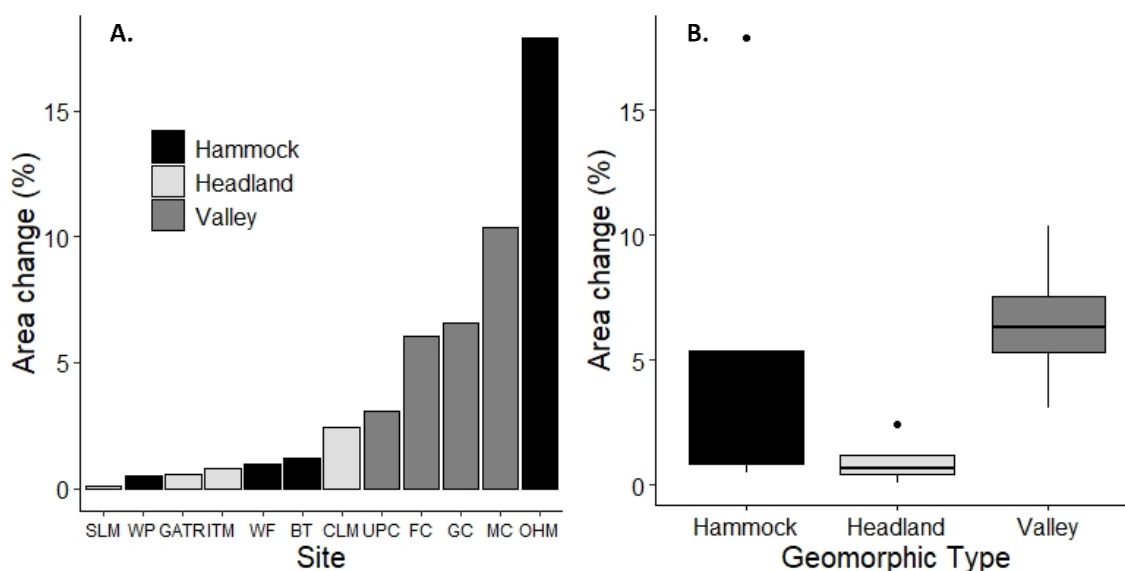 A.
Area change (%)
15
10
5
0
Hammock
Headland
Valley
SLM WP GATR ITM WF BT CLM UPC FC GC MC OHM
Site
B.
Area change (%)
15
10
5
0
Hammock Headland Valley
Geomorphic Type